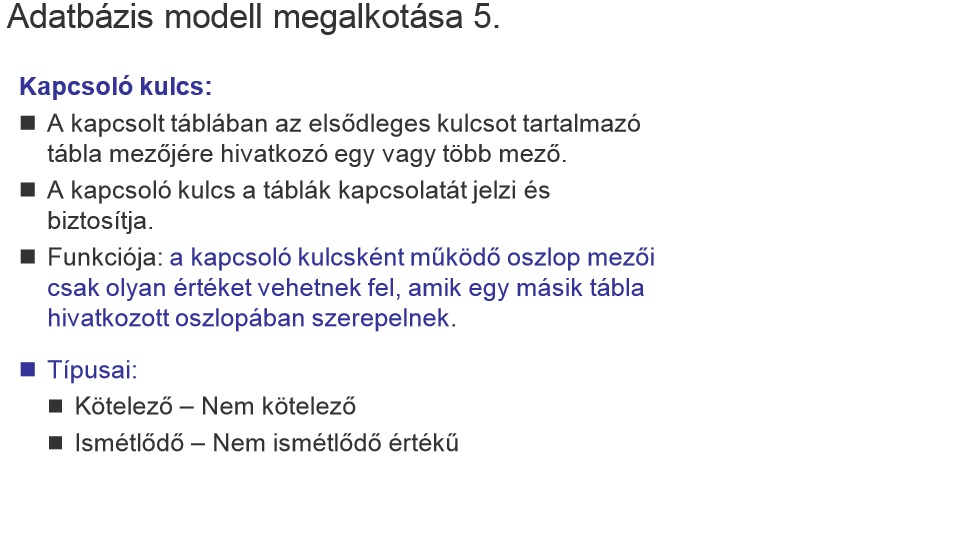 Adatbázis modell megalkotása 5.
Kapcsoló kulcs:
A kapcsolt táblában az elsődleges kulcsot tartalmazó
tábla mezőjére hivatkozó egy vagy több mező.
A kapcsoló kulcs a táblák kapcsolatát jelzi és
biztosítja.
Funkciója: a kapcsoló kulcsként működő oszlop mezői
csak olyan értéket vehetnek fel, amik egy másik tábla
hivatkozott oszlopában szerepelnek.
Típusai:
Kötelező – Nem kötelező
Ismétlődő – Nem ismétlődő értékű